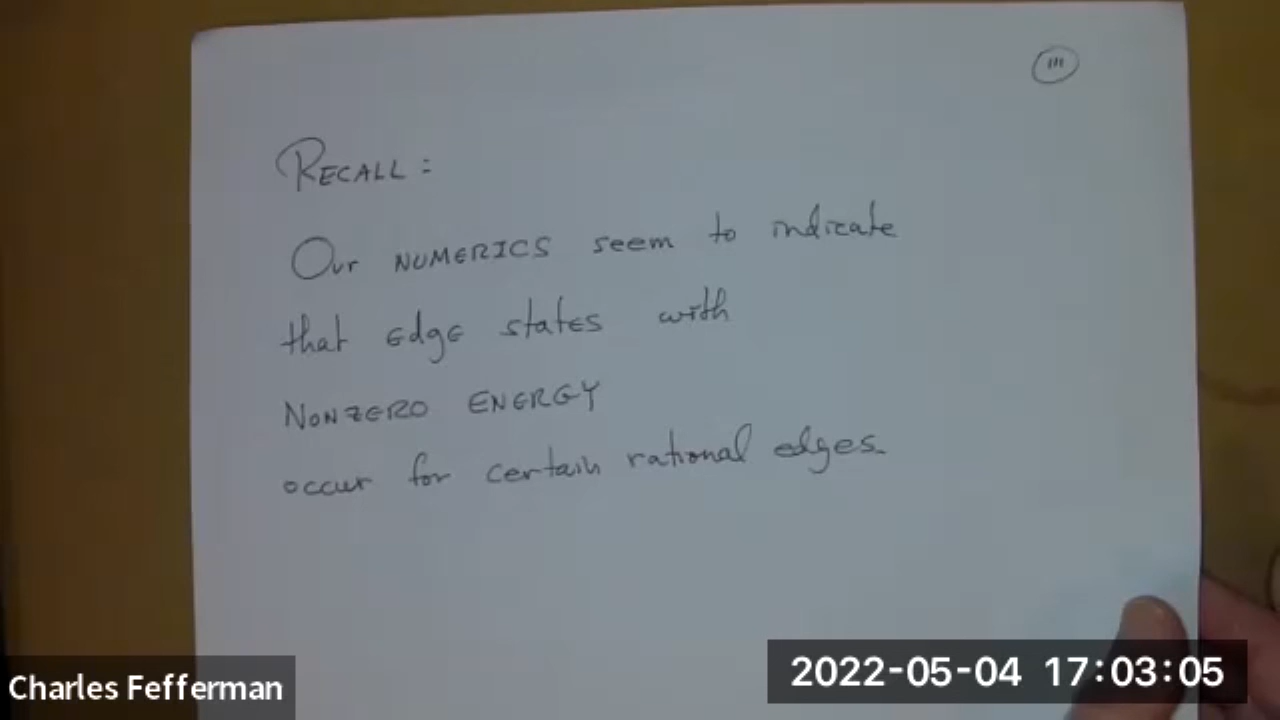 111
RECALL:
Our NUMERICS seem to indicate
that edge states with
NONZERO ENERGY
occur for certain rational edges.
Charles Fefferman
2022-05-04 17:03:05